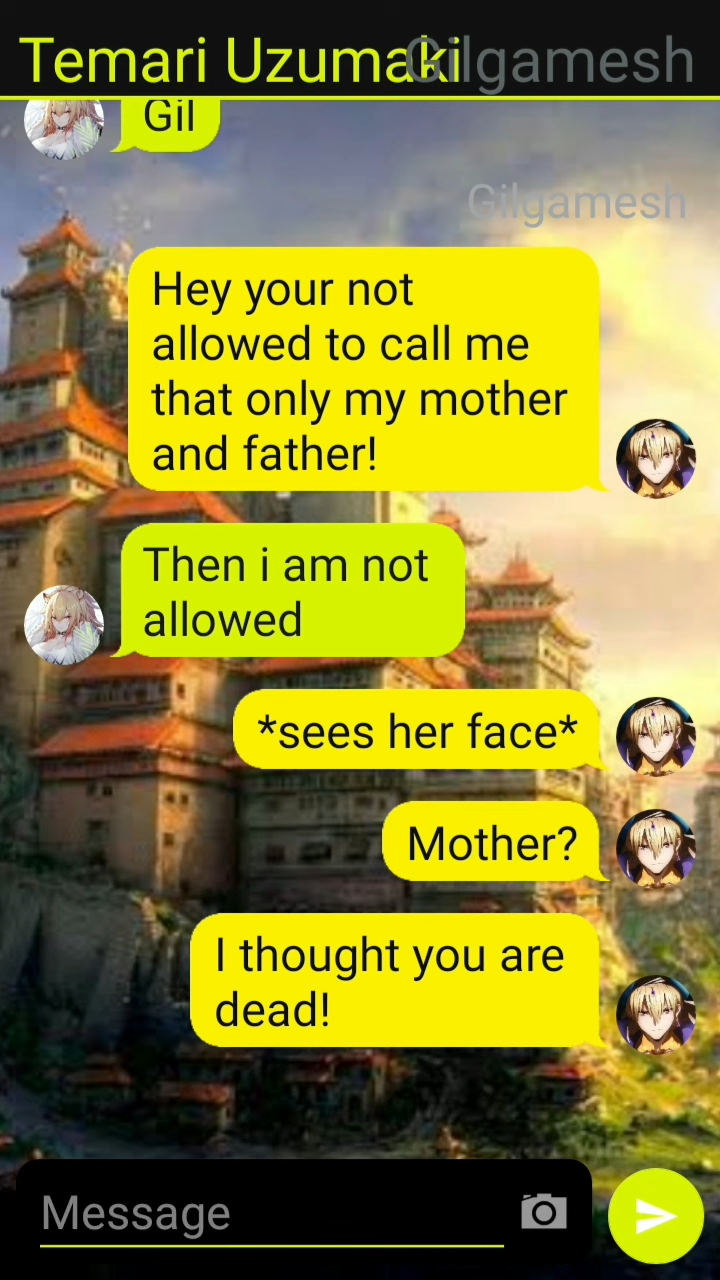 Temari Uzumaki
Gilgamesh
Gil
Gilgamesh
Hey your not
allowed to call me
that only my mother
and father!
Then i am not
allowed
*sees her face*
Mother?
I thought you are
dead!
Message